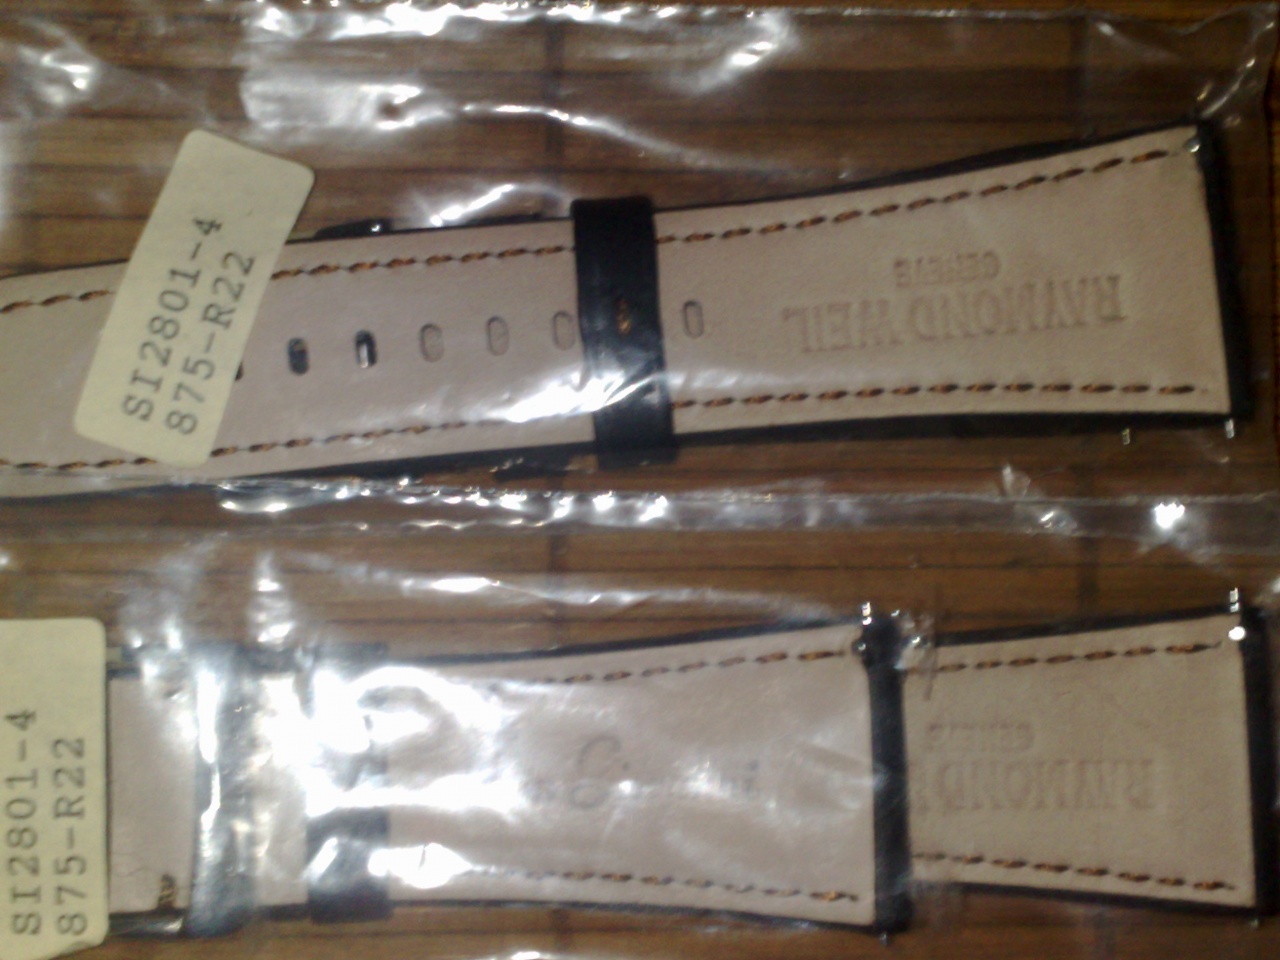 SI2801-4
875-R22
RAYMOND WEIL
GENEVE
SI2801-4
875-R22
RAYMOND
GENEVE